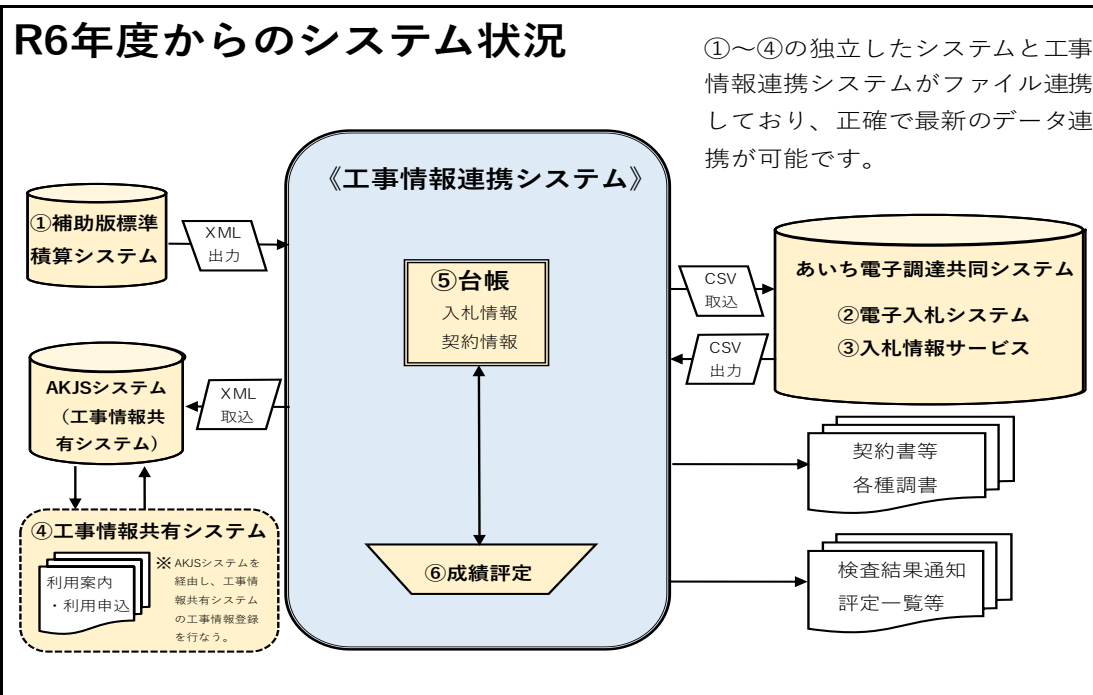 R6年度からのシステム状況
①～④の独立したシステムと工事
情報連携システムがファイル連携
しており、正確で最新のデータ連
携が可能です。
《工事情報連携システム》
①補助版標準
積算システム
XML
出力
⑤台帳
入札情報
契約情報
CSV
取込
CSV
出力
あいち電子調達共同システム
②電子入札システム
③入札情報サービス
AKJSシステム
（工事情報共
有システム）
XML
取込
契約書等
各種調書
④工事情報共有システム
利用案内
・利用申込
※AKJSシステムを
経由し、工事情
報共有システム
の工事情報登録
を行なう。
⑥成績評定
検査結果通知
評定一覧等